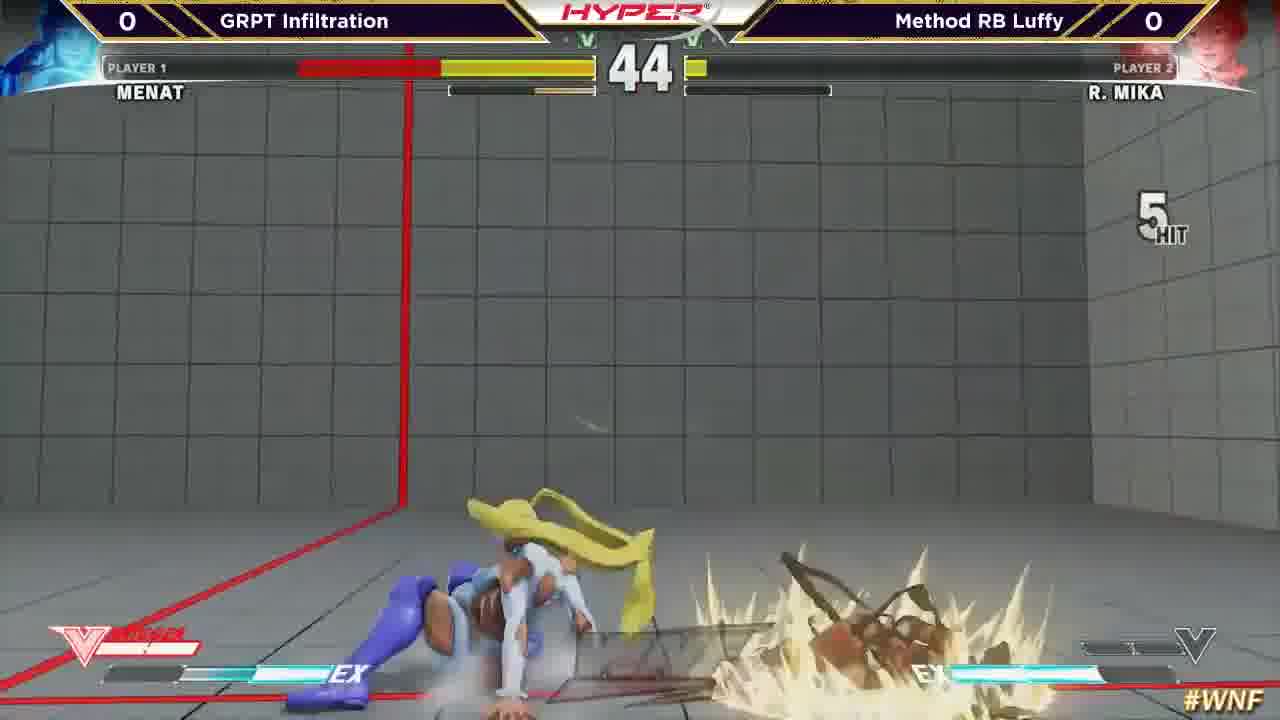 0 GRPT Infiltration HYPERX Method RB Luffy 0
V 44 V
PLAYER 1 PLAYER 2
MENAT R. MIKA
5 HIT
V V
EX EX
#WNF